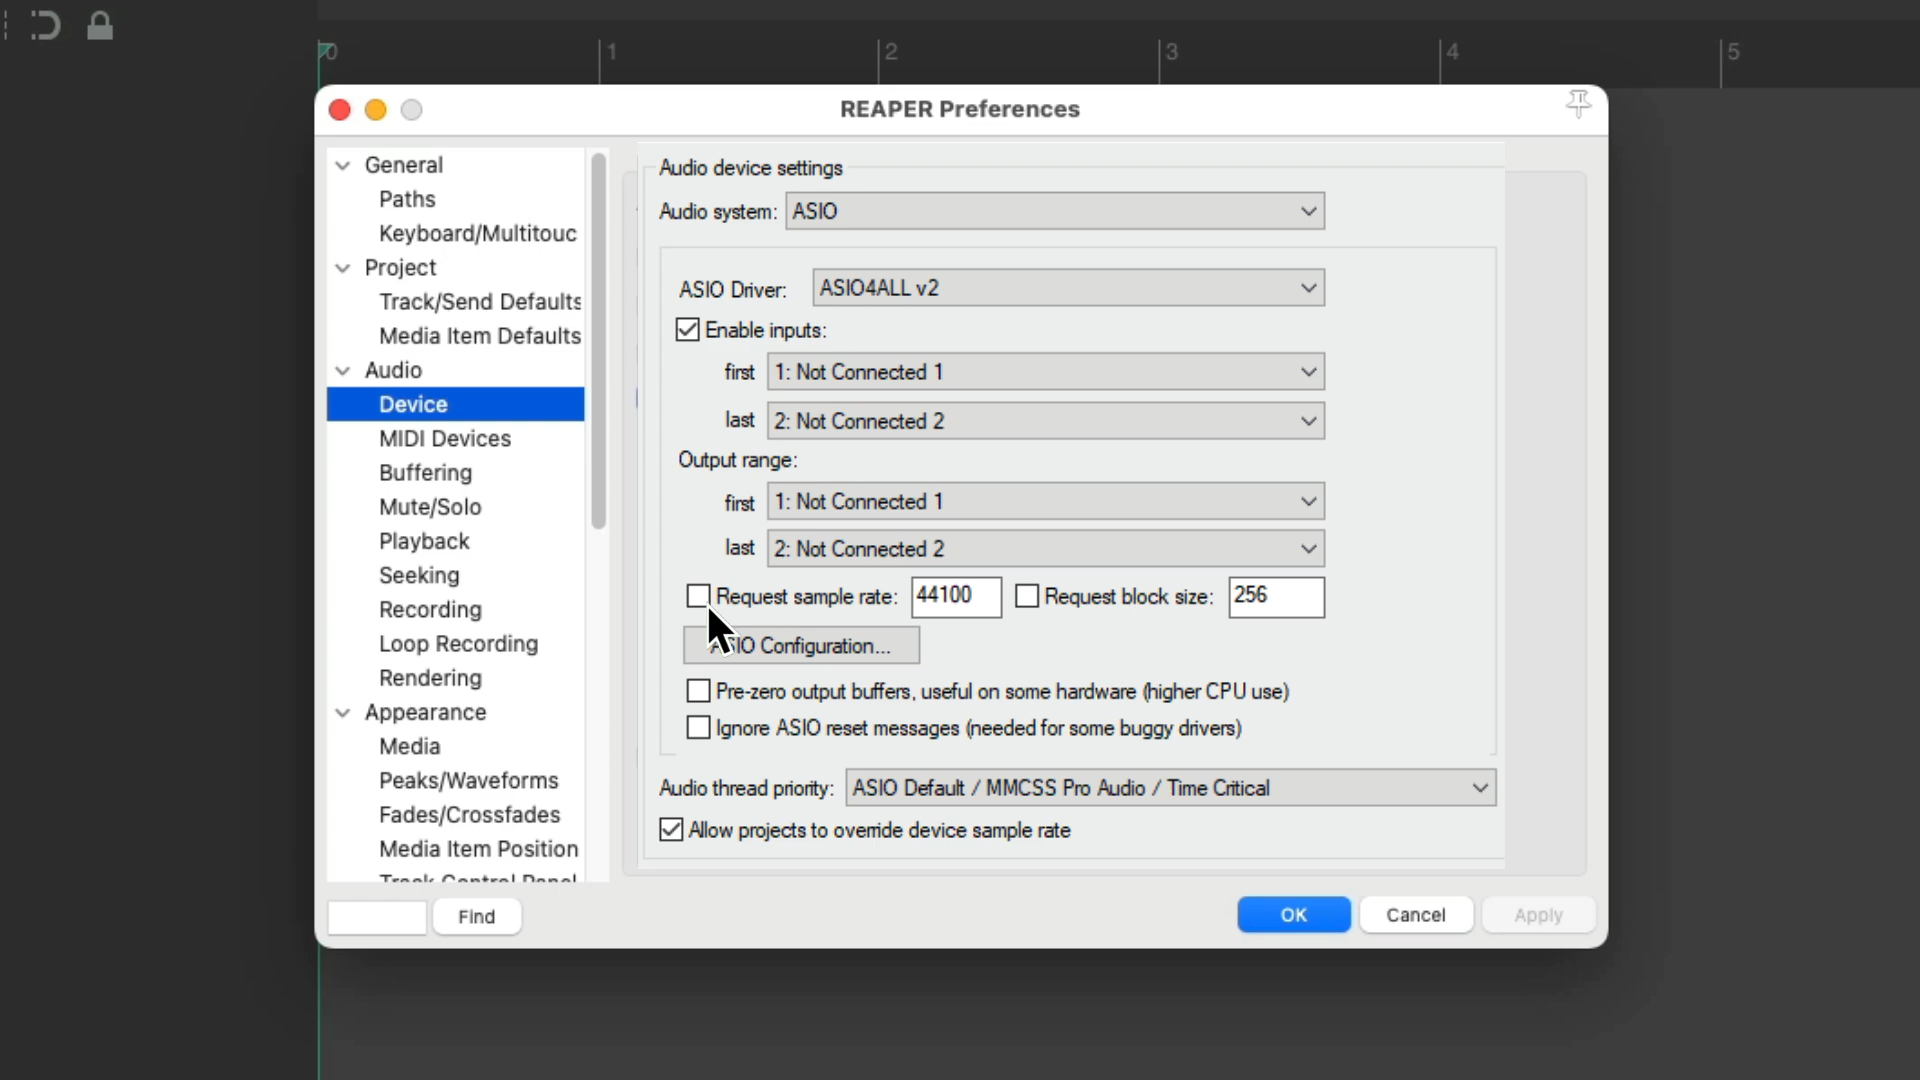 0 1 2 3 4 5
REAPER Preferences
General
Paths
Keyboard/Multitouc
Project
Track/Send Defaults
Media Item Defaults
Audio
Device
MIDI Devices
Buffering
Mute/Solo
Playback
Seeking
Recording
Loop Recording
Rendering
Appearance
Media
Peaks/Waveforms
Fades/Crossfades
Media Item Position
Track Control Panel
Find
Audio device settings
Audio system: ASIO
ASIO Driver: ASIO4ALL v2
Enable inputs:
first 1: Not Connected 1
last 2: Not Connected 2
Output range:
first 1: Not Connected 1
last 2: Not Connected 2
Request sample rate: 44100 Request block size: 256
ASIO Configuration...
Pre-zero output buffers, useful on some hardware (higher CPU use)
Ignore ASIO reset messages (needed for some buggy drivers)
Audio thread priority: ASIO Default / MMCSS Pro Audio / Time Critical
Allow projects to override device sample rate
OK Cancel Apply